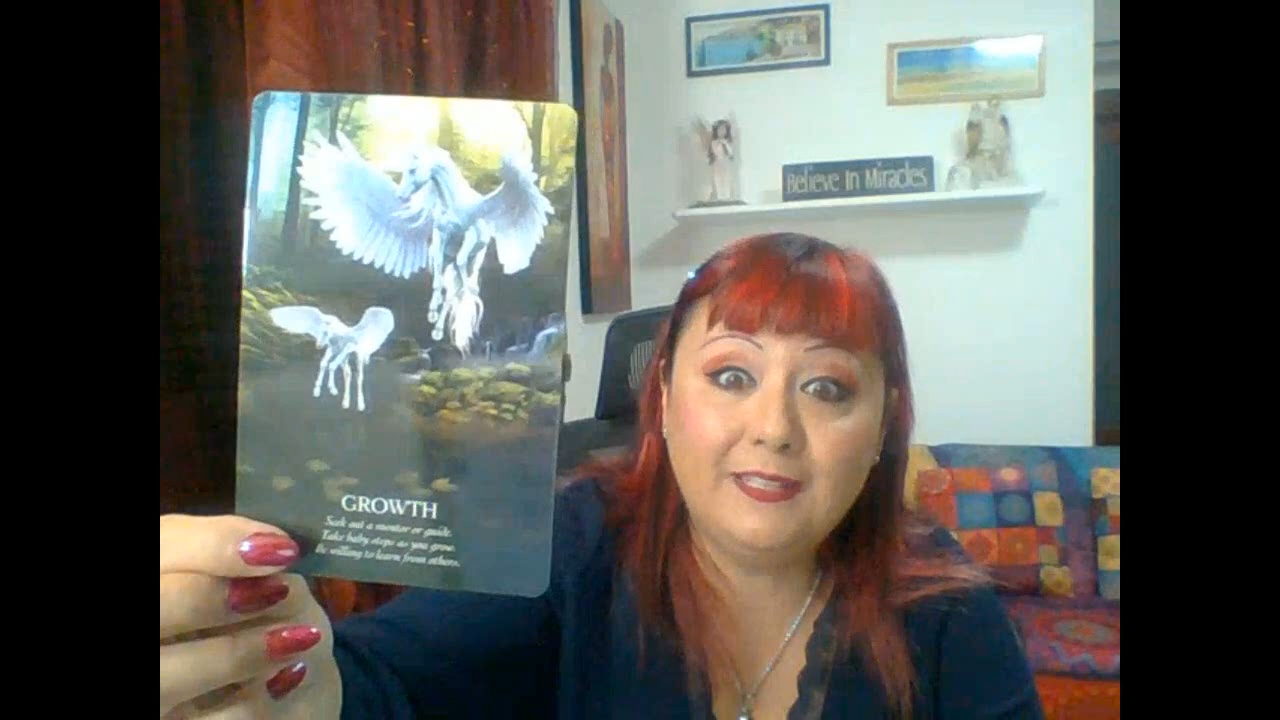 Believe In Miracles
GROWTH
Seek out a mentor or guide.
Take baby steps as you grow.
Be willing to learn from others.